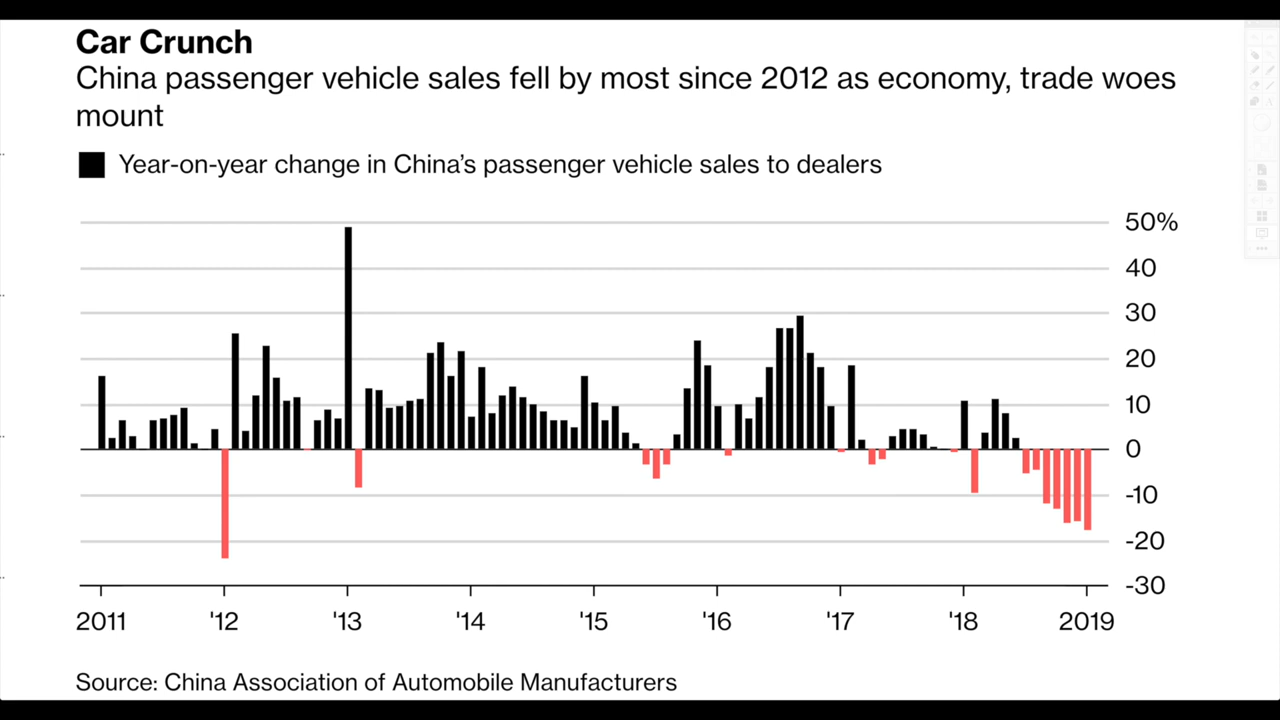 Car Crunch
China passenger vehicle sales fell by most since 2012 as economy, trade woes
mount
Year-on-year change in China’s passenger vehicle sales to dealers
50%
40
30
20
10
0
-10
-20
-30
2011 '12 '13 '14 '15 '16 '17 '18 2019
Source: China Association of Automobile Manufacturers